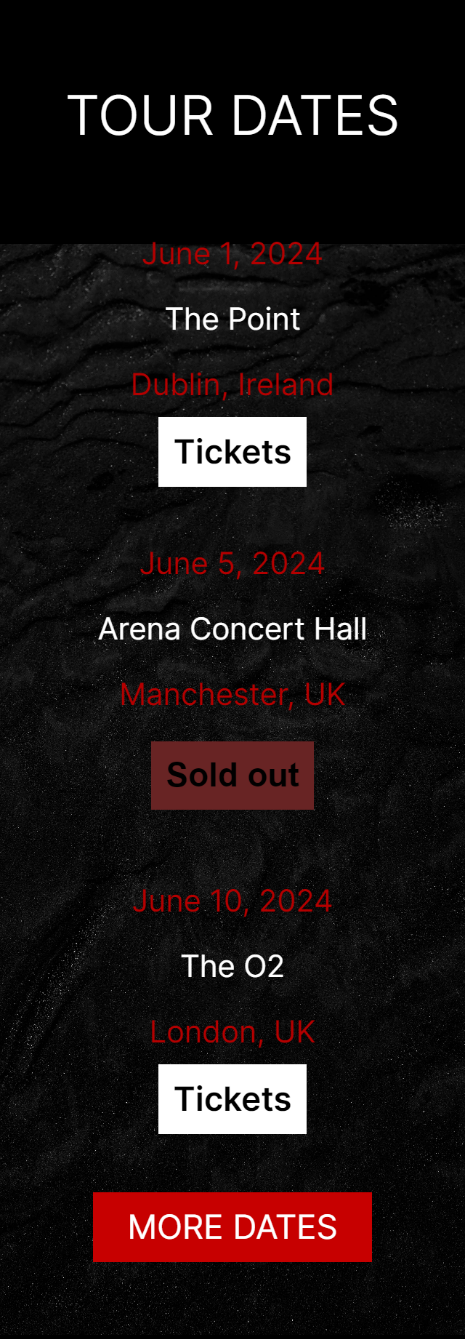 TOUR DATES
June 1, 2024
The Point
Dublin, Ireland
Tickets
June 5, 2024
Arena Concert Hall
Manchester, UK
Sold out
June 10, 2024
The O2
London, UK
Tickets
MORE DATES